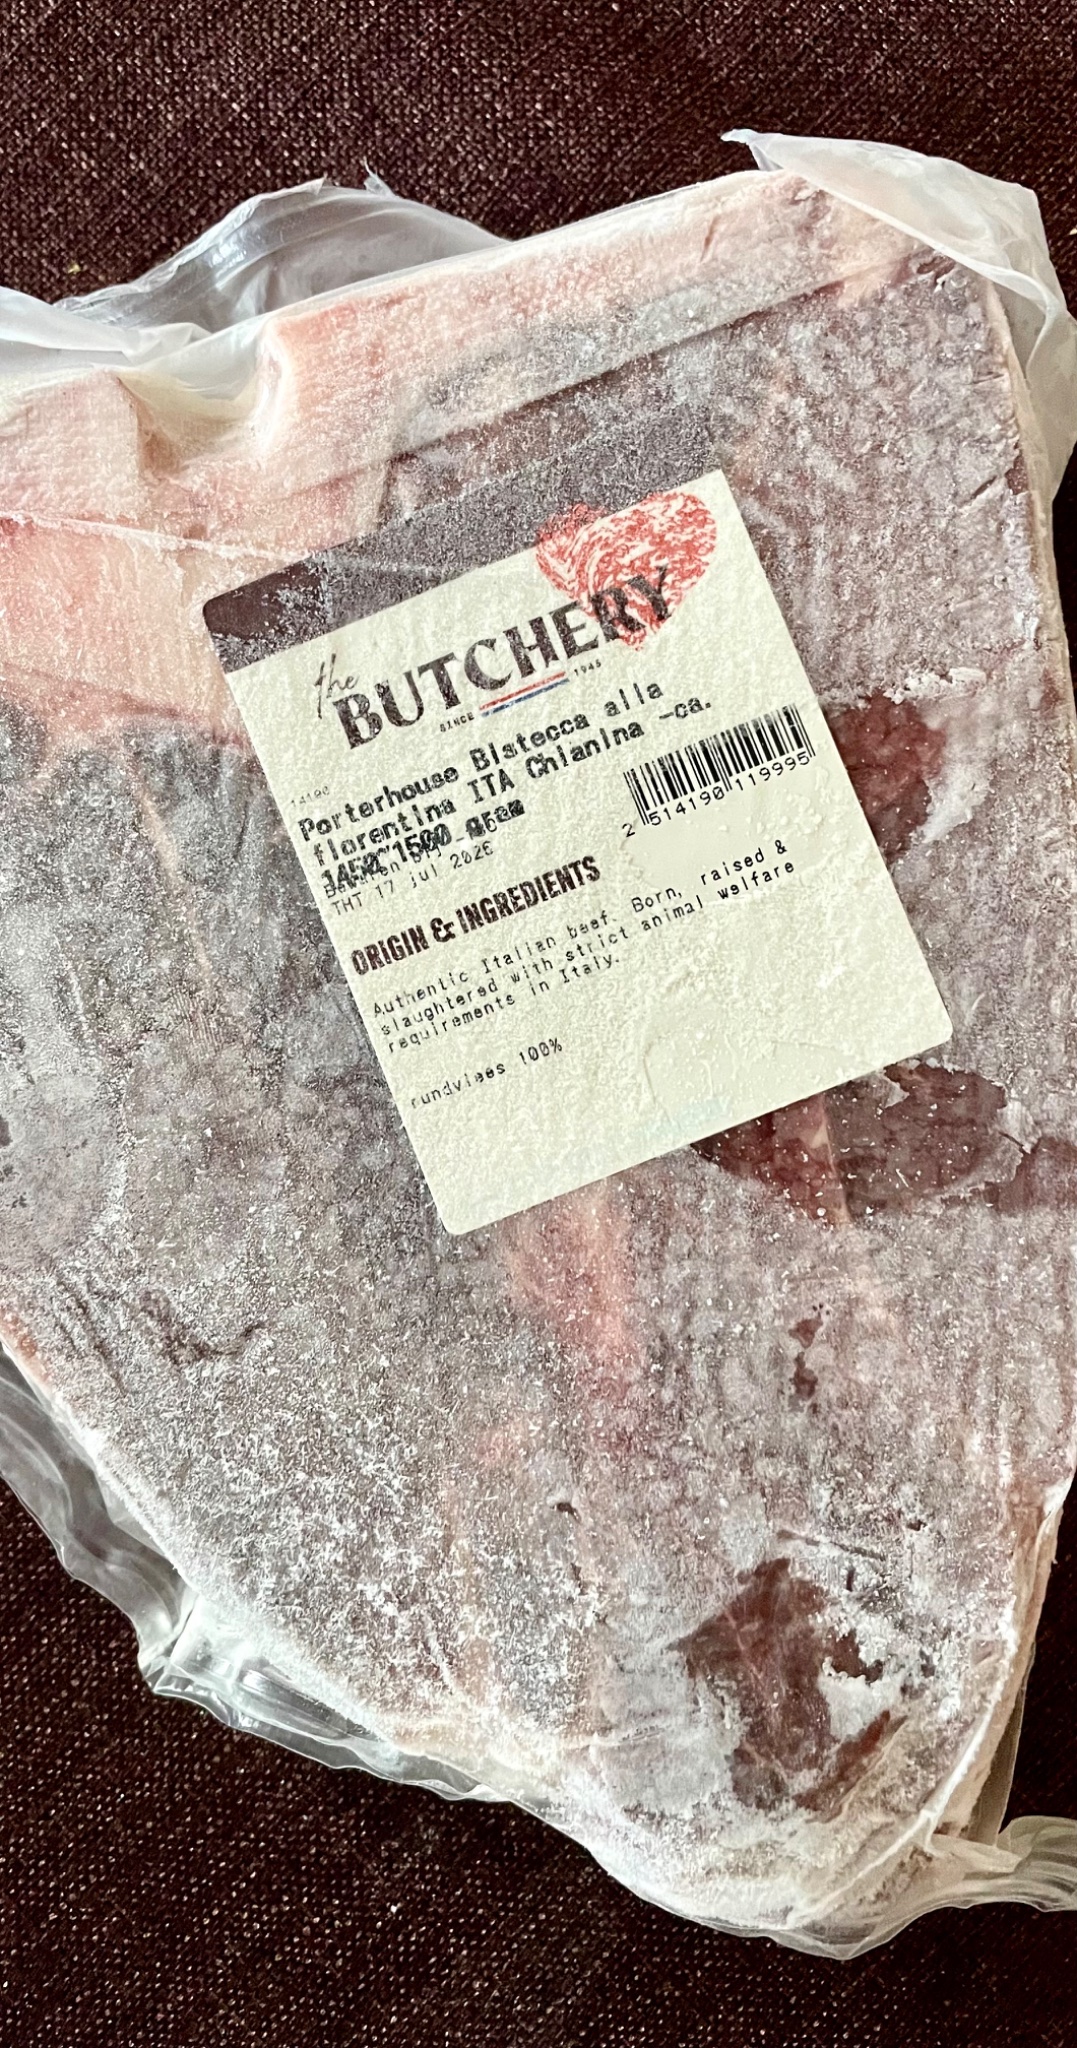 the
BUTCHERY
SINCE 1945
14190
Porterhouse Bistecca alla
florentina ITA Chianina -ca.
1450~1500 gram
THT 17 jul 2026
2 514190 119995
ORIGIN & INGREDIENTS
Authentic Italian beef. Born, raised &
slaughtered with strict animal welfare
requirements in Italy.
rundvlees 100%